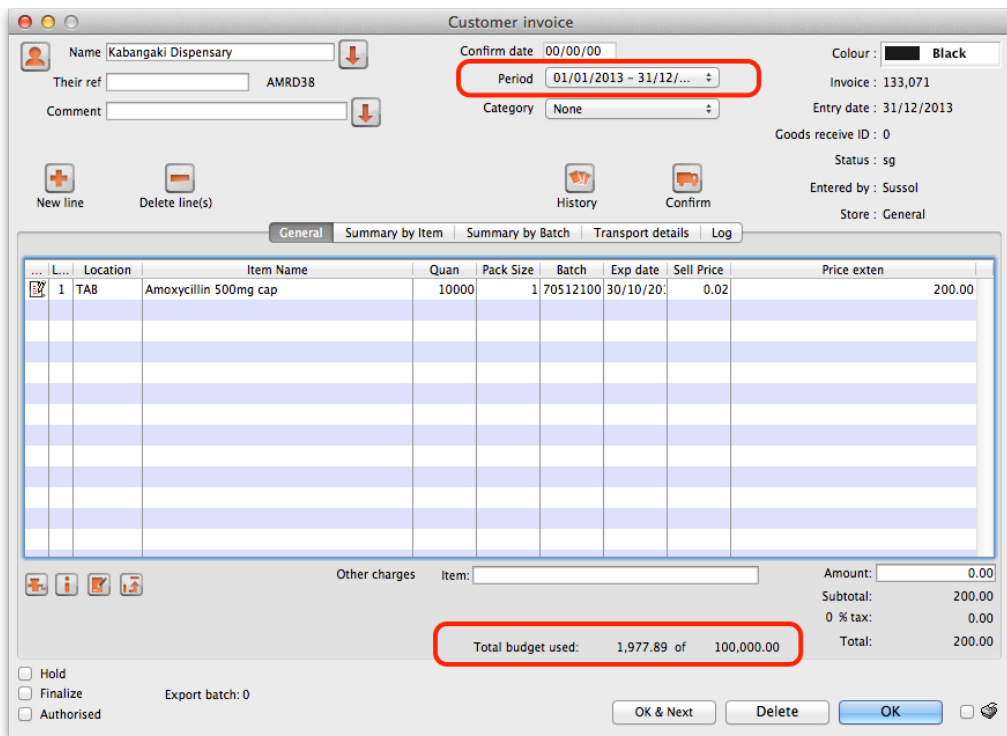 Customer invoice
Name Kabangaki Dispensary
Confirm date 00/00/00
Colour : Black
Their ref
AMRD38
Period 01/01/2013 - 31/12/...
Invoice : 133,071
Comment
Category None
Entry date : 31/12/2013
Goods receive ID : 0
Status : sg
Entered by : Sussol
Store : General
New line
Delete line(s)
History
Confirm
General Summary by Item Summary by Batch Transport details Log
... L... Location Item Name Quan Pack Size Batch Exp date Sell Price Price exten
1 TAB Amoxycillin 500mg cap 10000 1 70512100 30/10/20 0.02 200.00
Other charges Item:
Amount: 0.00
Subtotal: 200.00
0 % tax: 0.00
Total budget used: 1,977.89 of 100,000.00
Total: 200.00
Hold
Finalize
Export batch: 0
Authorised
OK & Next
Delete
OK